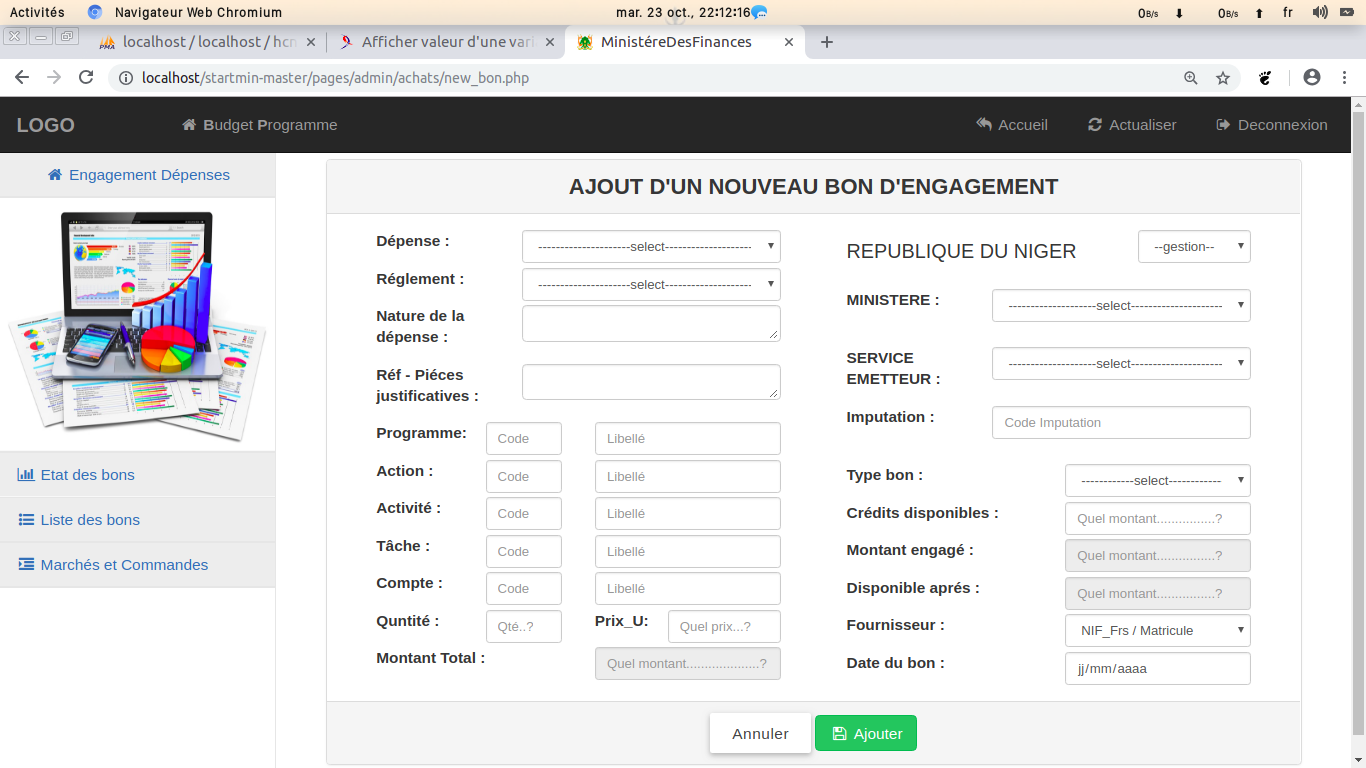 Activités Navigateur Web Chromium mar. 23 oct., 22:12:16 0B/s 0B/s fr
localhost / localhost / hcn Afficher valeur d'une vari MinistéreDesFinances
localhost/startmin-master/pages/admin/achats/new_bon.php
LOGO Budget Programme Accueil Actualiser Deconnexion
Engagement Dépenses
Etat des bons
Liste des bons
Marchés et Commandes
AJOUT D'UN NOUVEAU BON D'ENGAGEMENT
Dépense : ---------------------select--------------------
Réglement : ---------------------select--------------------
Nature de la
dépense :
Réf - Piéces
justificatives :
Programme: Code Libellé
Action : Code Libellé
Activité : Code Libellé
Tâche : Code Libellé
Compte : Code Libellé
Quntité : Qté..? Prix_U: Quel prix...?
Montant Total : Quel montant....................?
REPUBLIQUE DU NIGER --gestion--
MINISTERE : --------------------select---------------------
SERVICE
EMETTEUR : --------------------select---------------------
Imputation : Code Imputation
Type bon : ------------select------------
Crédits disponibles : Quel montant...............?
Montant engagé : Quel montant...............?
Disponible aprés : Quel montant...............?
Fournisseur : NIF_Frs / Matricule
Date du bon : jj/mm/aaaa
Annuler Ajouter